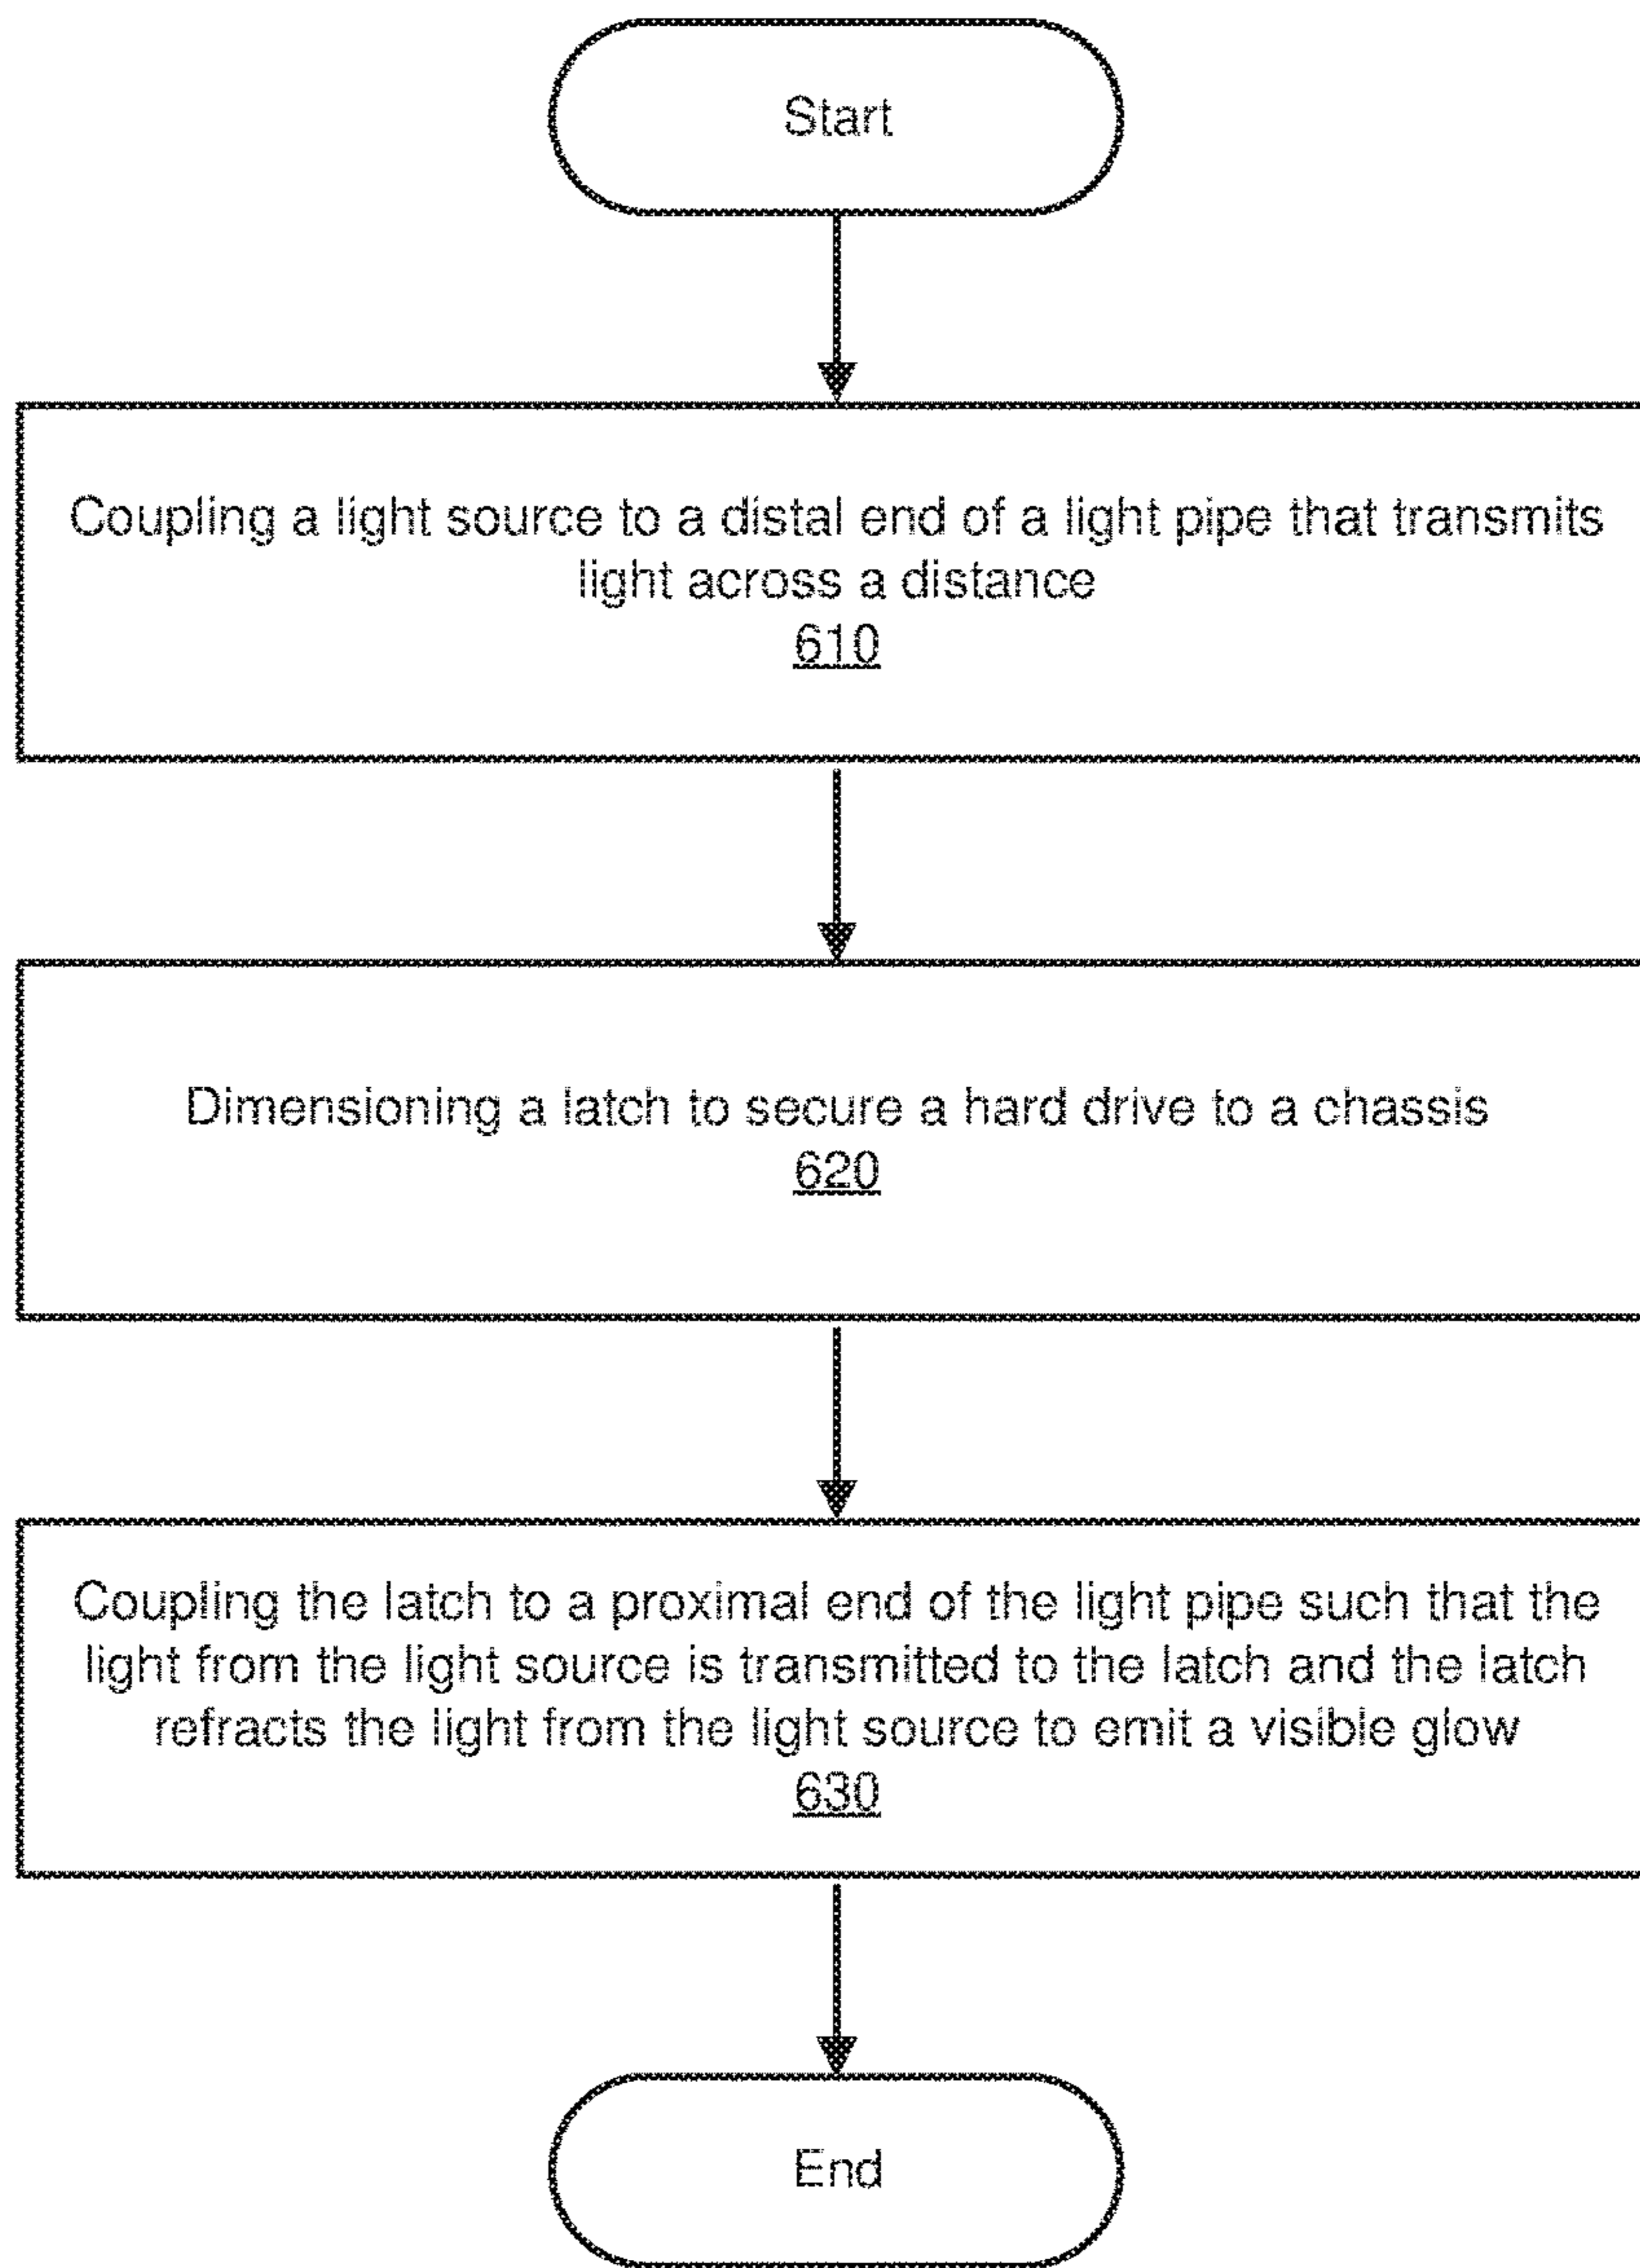 Start
Coupling a light source to a distal end of a light pipe that transmits
light across a distance
610
Dimensioning a latch to secure a hard drive to a chassis
620
Coupling the latch to a proximal end of the light pipe such that the
light from the light source is transmitted to the latch and the latch
refracts the light from the light source to emit a visible glow
630
End